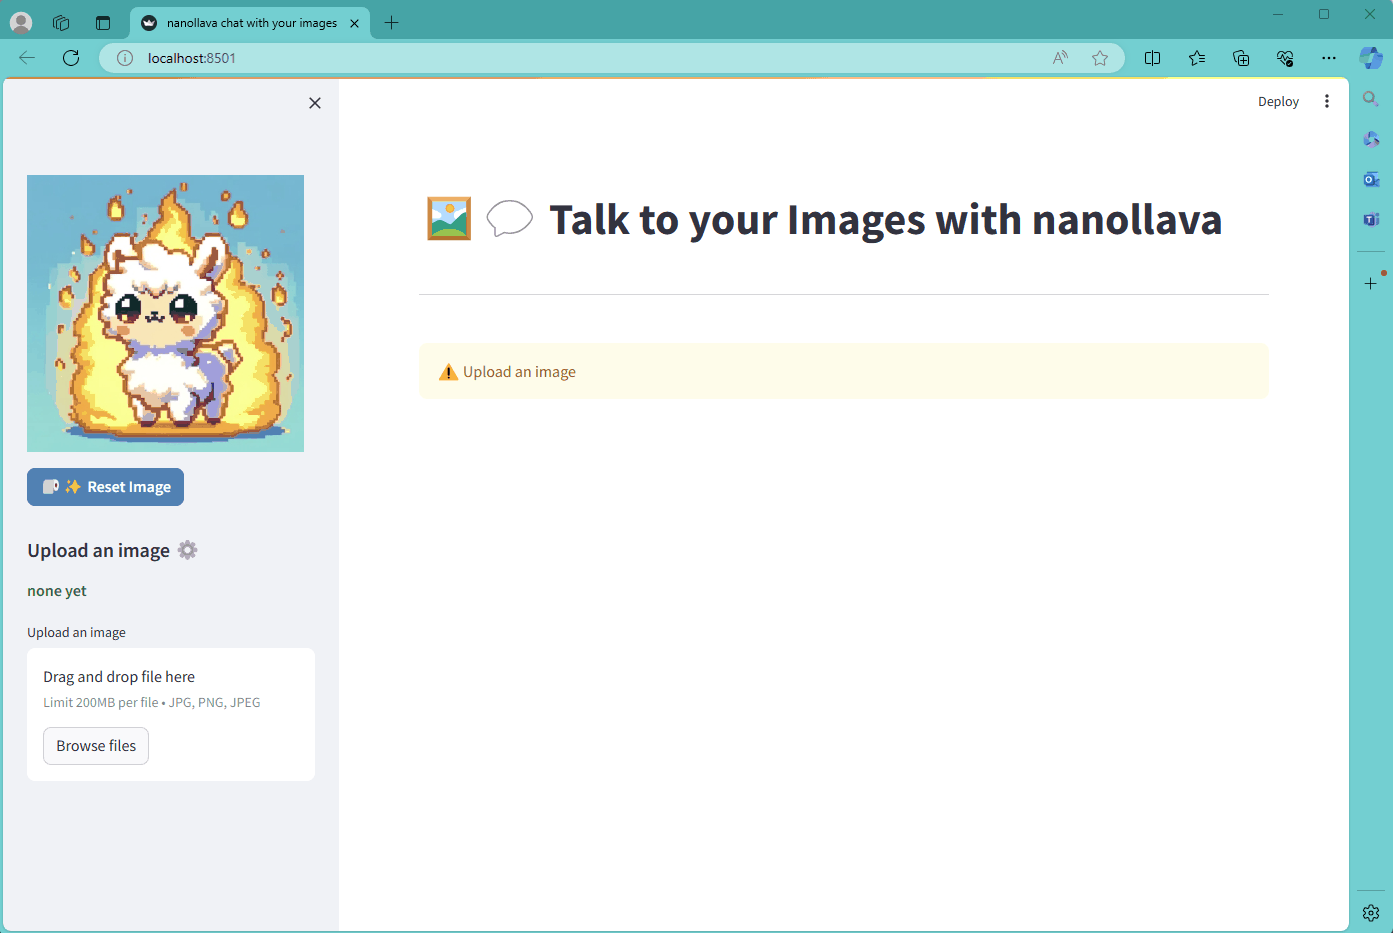 nanollava chat with your images
localhost:8501
Deploy
Reset Image
Upload an image
none yet
Upload an image
Drag and drop file here
Limit 200MB per file • JPG, PNG, JPEG
Browse files
Talk to your Images with nanollava
Upload an image